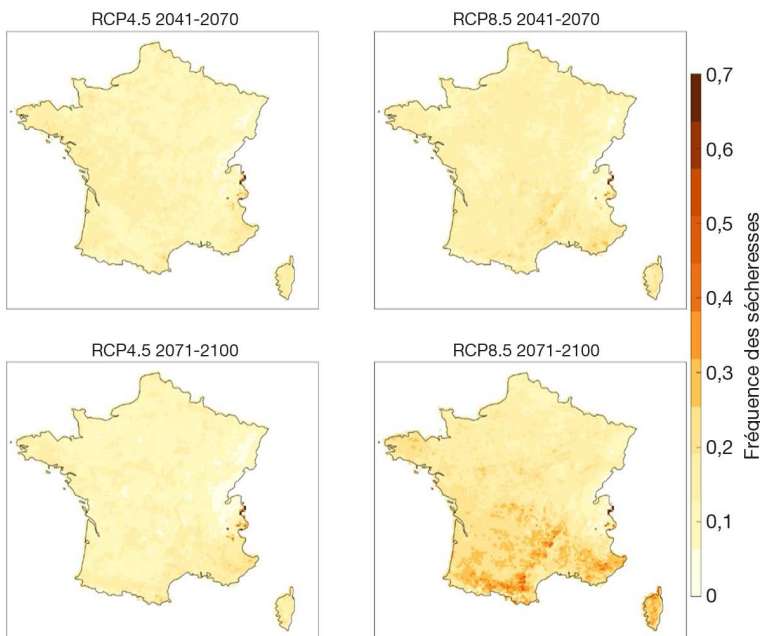 RCP4.5 2041-2070
RCP8.5 2041-2070
RCP4.5 2071-2100
RCP8.5 2071-2100
0,7
0,6
0,5
0,4
0,3
0,2
0,1
0
Fréquence des sécheresses